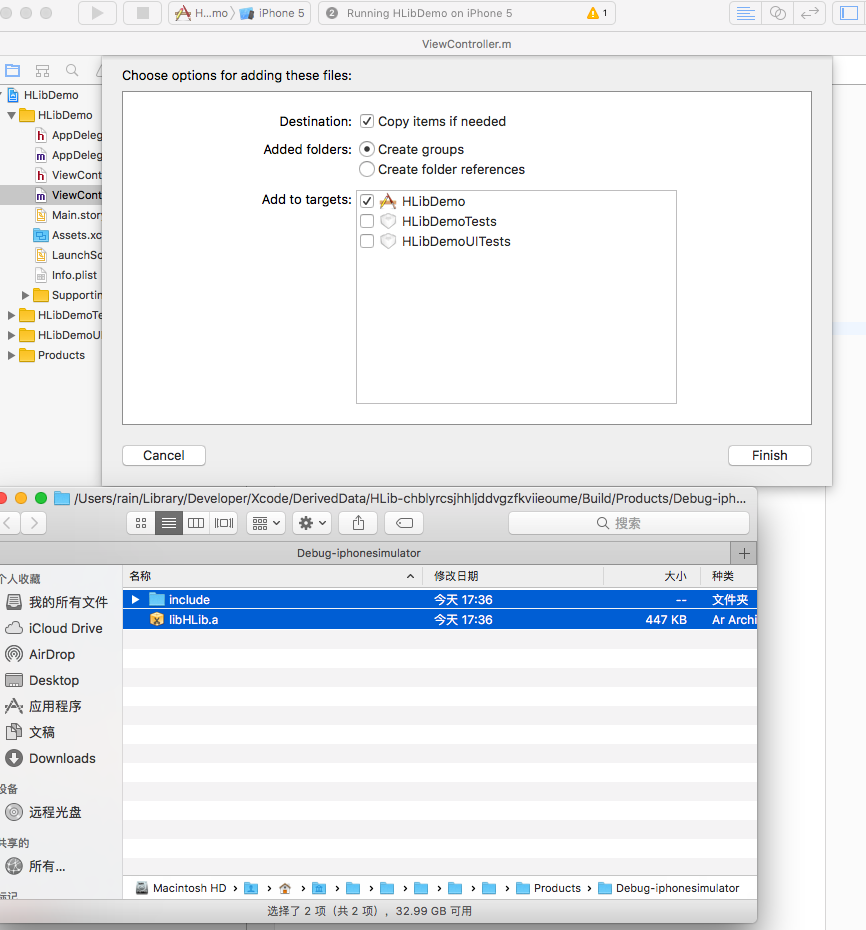 H...mo
iPhone 5
2 Running HLibDemo on iPhone 5
1
ViewController.m
Choose options for adding these files:
Destination: Copy items if needed
Added folders: Create groups
Create folder references
Add to targets: HLibDemo
HLibDemoTests
HLibDemoUITests
Cancel
Finish
HLibDemo
HLibDemo
h AppDeleg
m AppDeleg
h ViewCont
m ViewCont
Main.story
Assets.xc
LaunchSc
Info.plist
Supportin
HLibDemoTe
HLibDemoUI
Products
/Users/rain/Library/Developer/Xcode/DerivedData/HLib-chblyrcsjhhljddvgzfkviieoume/Build/Products/Debug-iph...
搜索
Debug-iphonesimulator
个人收藏
我的所有文件
iCloud Drive
AirDrop
Desktop
应用程序
文稿
Downloads
设备
远程光盘
共享的
所有...
标记
名称 修改日期 大小 种类
include 今天 17:36 -- 文件夹
libHLib.a 今天 17:36 447 KB Ar Archi
Macintosh HD › › › › › › › › › Products › Debug-iphonesimulator
选择了 2 项（共 2 项）, 32.99 GB 可用